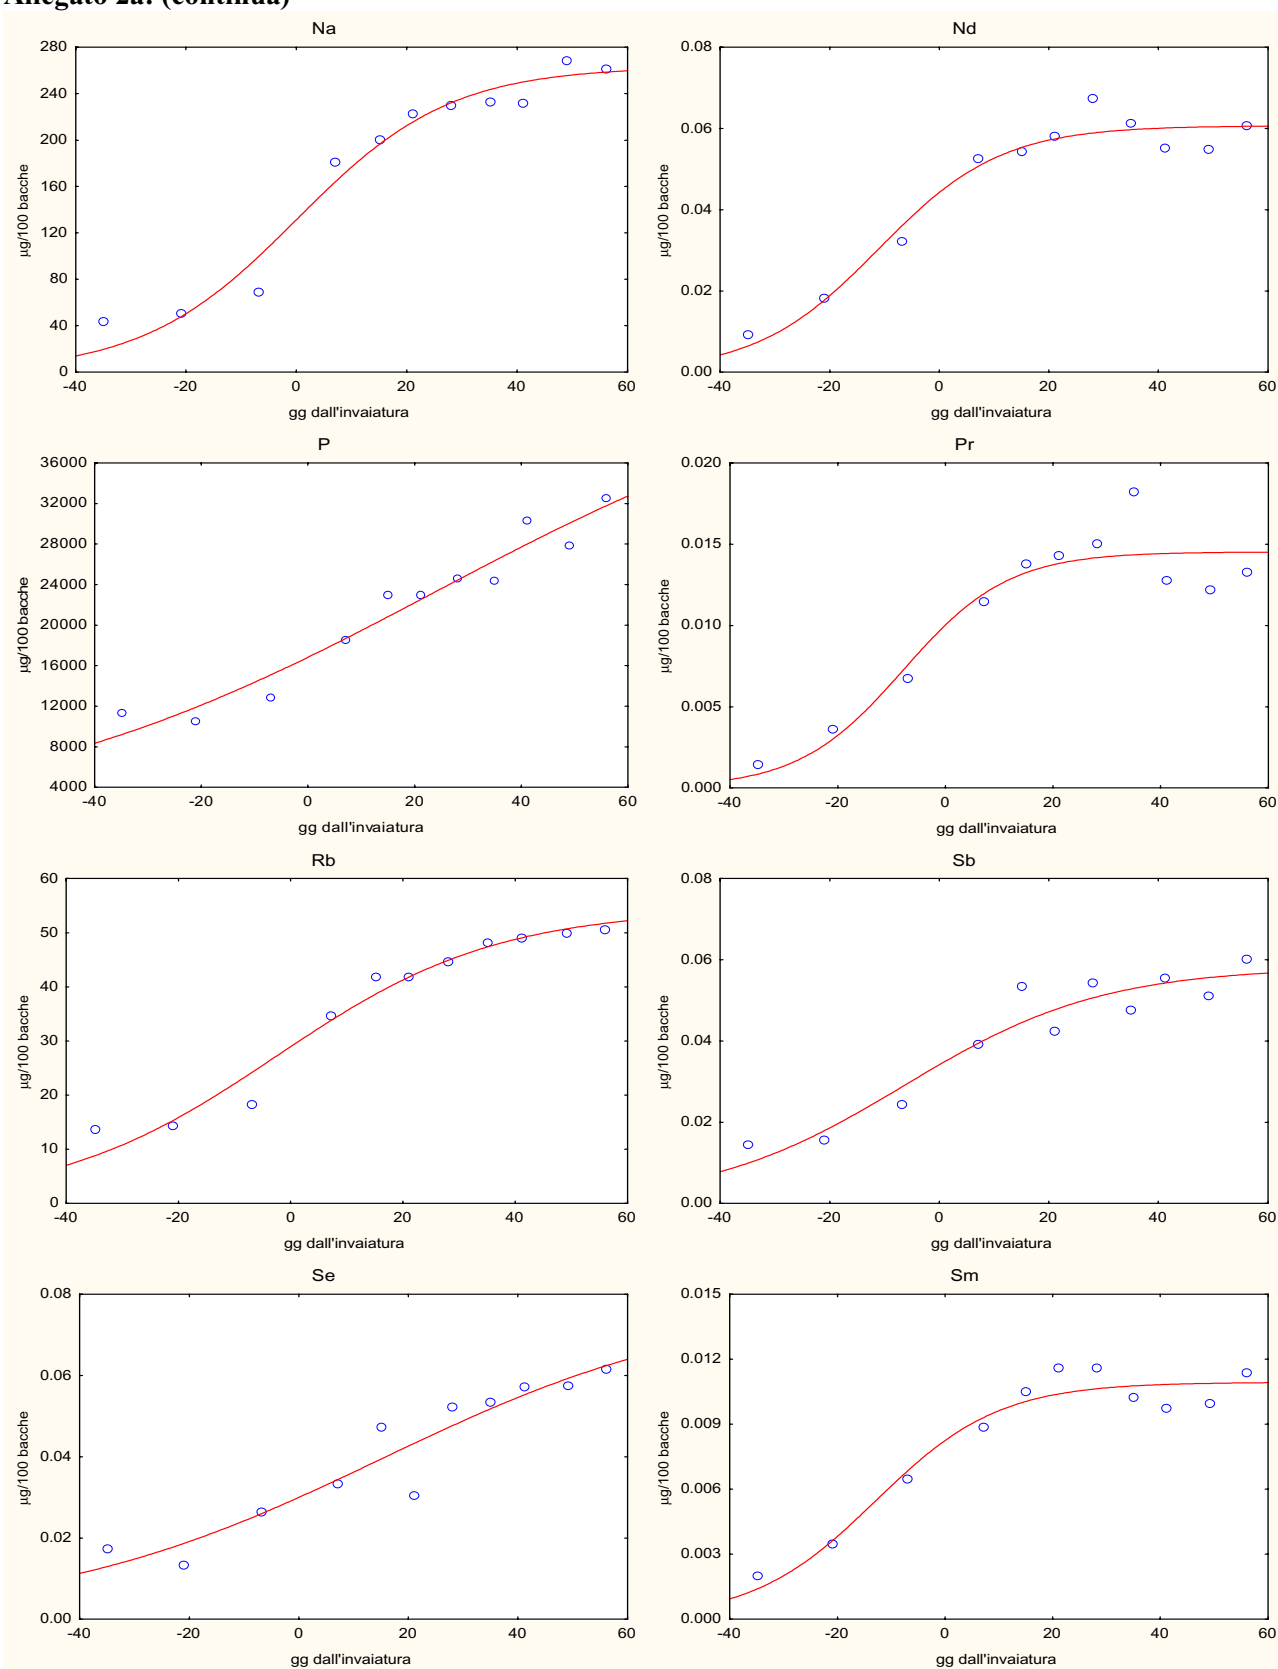 Allegato 2a: (continua)
Na
Nd
280
240
200
160
120
80
40
0
µg/100 bacche
-40 -20 0 20 40 60
gg dall'invaiatura
0.08
0.06
0.04
0.02
0.00
µg/100 bacche
-40 -20 0 20 40 60
gg dall'invaiatura
P
Pr
36000
32000
28000
24000
20000
16000
12000
8000
4000
µg/100 bacche
-40 -20 0 20 40 60
gg dall'invaiatura
0.020
0.015
0.010
0.005
0.000
µg/100 bacche
-40 -20 0 20 40 60
gg dall'invaiatura
Rb
Sb
60
50
40
30
20
10
0
µg/100 bacche
-40 -20 0 20 40 60
gg dall'invaiatura
0.08
0.06
0.04
0.02
0.00
µg/100 bacche
-40 -20 0 20 40 60
gg dall'invaiatura
Se
Sm
0.08
0.06
0.04
0.02
0.00
µg/100 bacche
-40 -20 0 20 40 60
gg dall'invaiatura
0.015
0.012
0.009
0.006
0.003
0.000
µg/100 bacche
-40 -20 0 20 40 60
gg dall'invaiatura